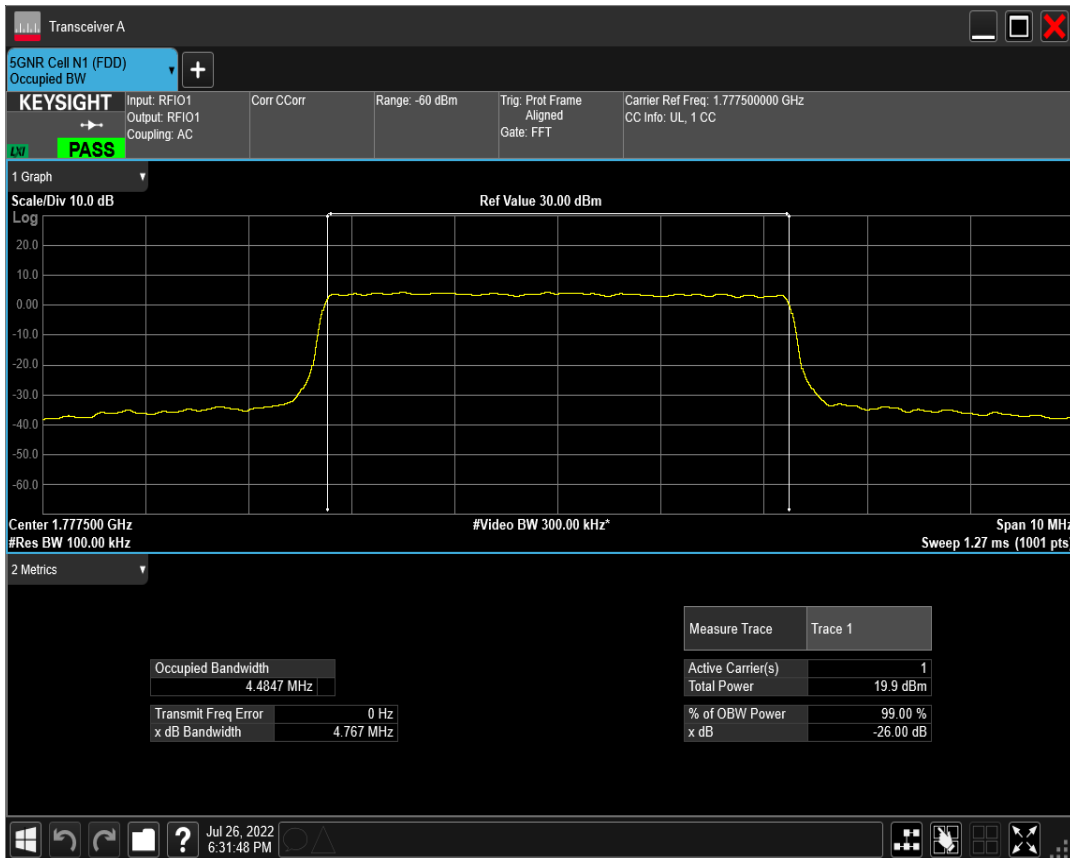 Transceiver A
5GNR Cell N1 (FDD)
Occupied BW
+
KEYSIGHT
LXI
PASS
Input: RFIO1
Output: RFIO1
Coupling: AC
Corr CCorr
Range: -60 dBm
Trig: Prot Frame
Aligned
Gate: FFT
Carrier Ref Freq: 1.777500000 GHz
CC Info: UL, 1 CC
1 Graph
Scale/Div 10.0 dB
Ref Value 30.00 dBm
Log
20.0
10.0
0.00
-10.0
-20.0
-30.0
-40.0
-50.0
-60.0
Center 1.777500 GHz
#Video BW 300.00 kHz*
Span 10 MHz
#Res BW 100.00 kHz
Sweep 1.27 ms (1001 pts)
2 Metrics
Measure Trace Trace 1
Occupied Bandwidth
4.4847 MHz
Active Carrier(s) 1
Total Power 19.9 dBm
Transmit Freq Error 0 Hz
x dB Bandwidth 4.767 MHz
% of OBW Power 99.00 %
x dB -26.00 dB
?
Jul 26, 2022
6:31:48 PM